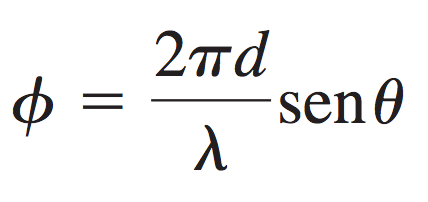 ϕ = 2πd/λ sen θ